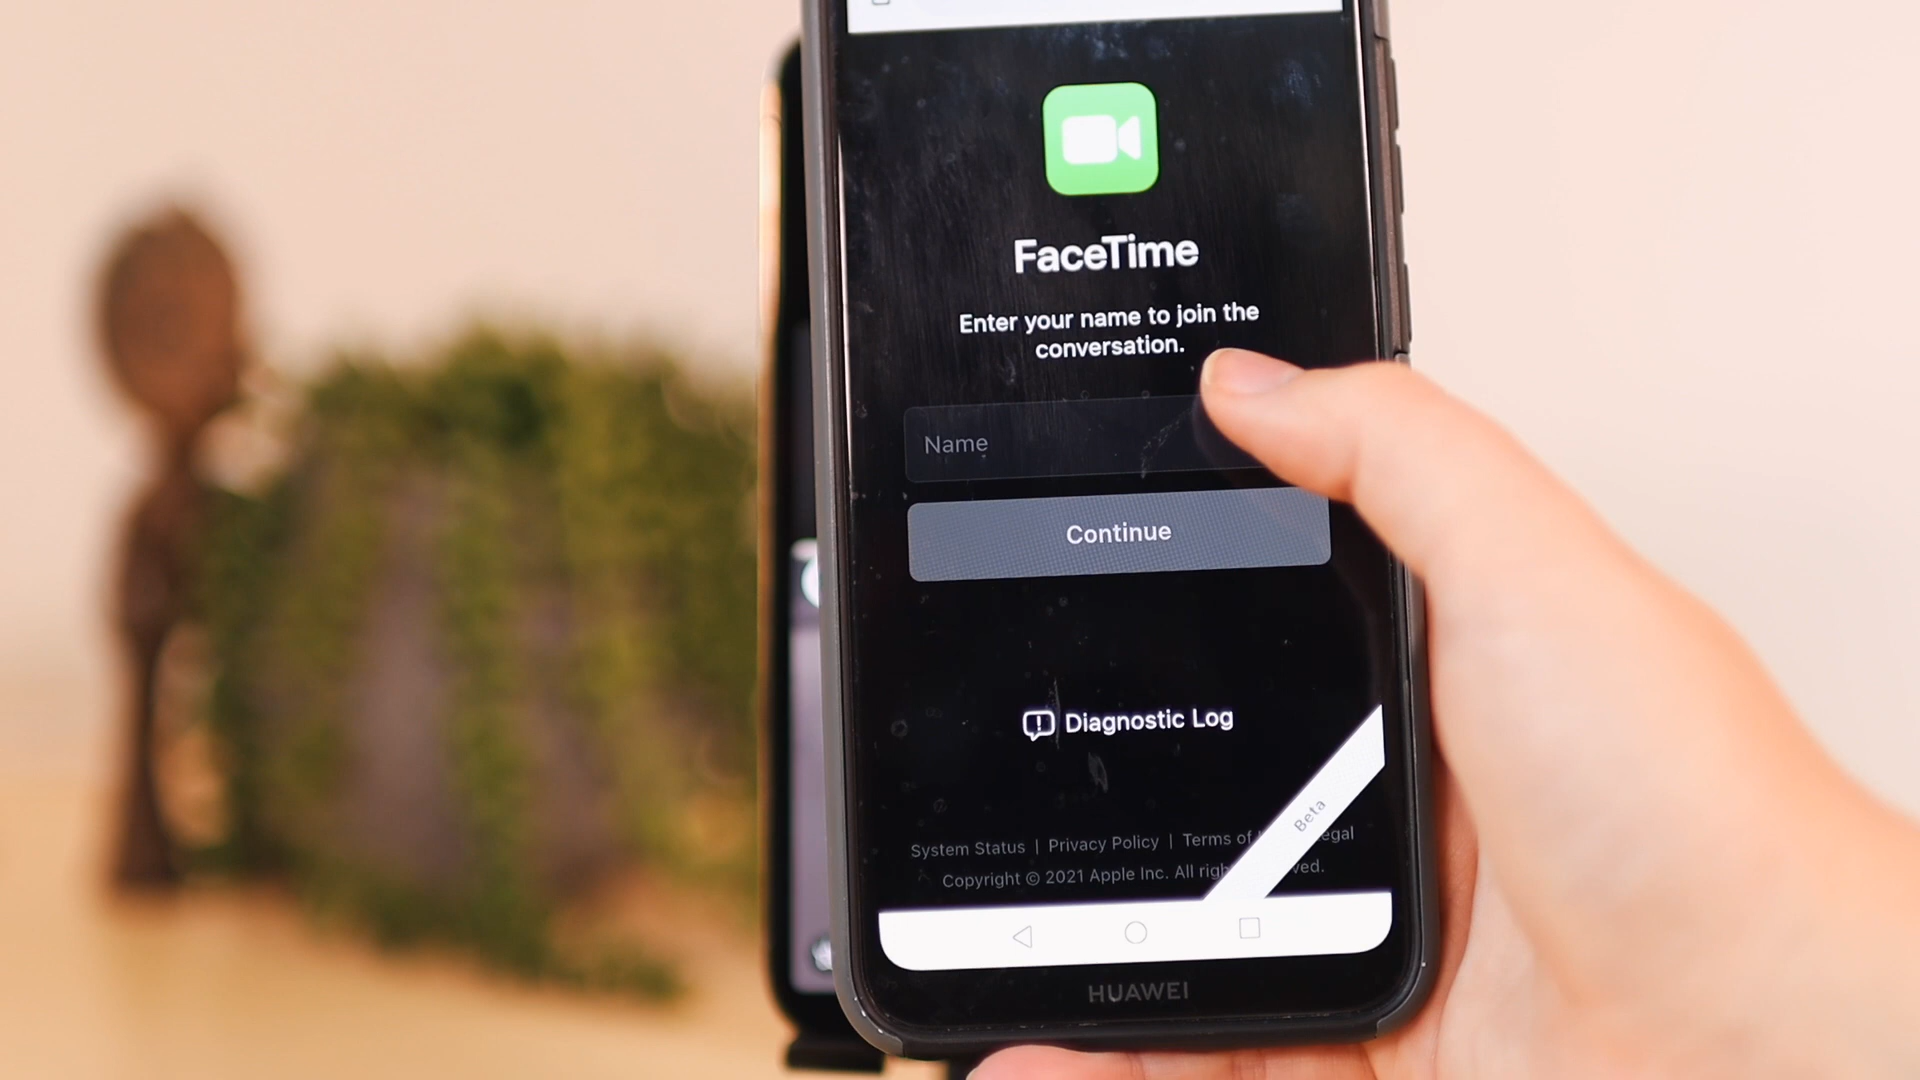 FaceTime
Enter your name to join the
conversation.
Name
Continue
Diagnostic Log
Beta
System Status | Privacy Policy | Terms of
Copyright © 2021 Apple Inc. All
HUAWEI